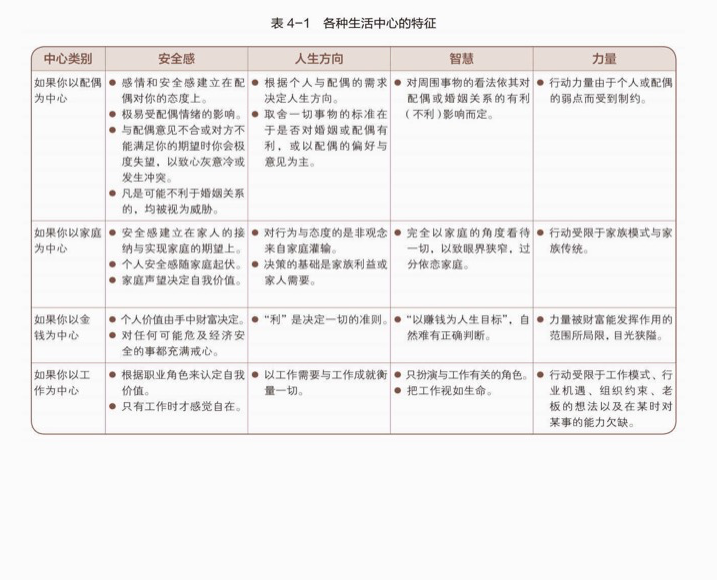 表 4-1 各种生活中心的特征
中心类别
安全感
人生方向
智慧
力量
如果你以配偶
为中心
● 感情和安全感建立在配
偶对你的态度上。
● 极易受配偶情绪的影响。
● 与配偶意见不合或对方不
能满足你的期望时你会极
度失望，以致心灰意冷或
发生冲突。
● 凡是可能不利于婚姻关系
的，均被视为威胁。
● 根据个人与配偶的需求
决定人生方向。
● 取舍一切事物的标准在
于是否对婚姻或配偶有
利，或以配偶的偏好与
意见为主。
● 对周围事物的看法依其对
配偶或婚姻关系的有利
（不利）影响而定。
● 行动力量由于个人或配偶
的弱点而受到制约。
如果你以家庭
为中心
● 安全感建立在家人的接
纳与实现家庭的期望上。
● 个人安全感随家庭起伏。
● 家庭声望决定自我价值。
● 对行为与态度的是非观念
来自家庭灌输。
● 决策的基础是家族利益或
家人需要。
● 完全以家庭的角度看待
一切，以致眼界狭窄，过
分依恋家庭。
● 行动受限于家族模式与家
族传统。
如果你以金
钱为中心
● 个人价值由手中财富决定。
● 对任何可能危及经济安
全的事都充满戒心。
● “利”是决定一切的准则。
● “以赚钱为人生目标”，自
然难有正确判断。
● 力量被财富能发挥作用的
范围所局限，目光狭隘。
如果你以工
作为中心
● 根据职业角色来认定自我
价值。
● 只有工作时才感觉自在。
● 以工作需要与工作成就衡
量一切。
● 只扮演与工作有关的角色。
● 把工作视如生命。
● 行动受限于工作模式、行
业机遇、组织约束、老
板的想法以及在某时对
某事的能力欠缺。